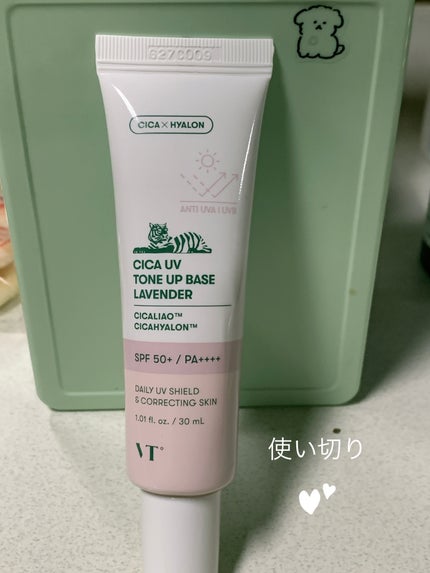 G27C009
CICA × HYALON
ANTI UVA | UVB
CICA UV
TONE UP BASE
LAVENDER
CICALIAO™
CICAHYALON™
SPF 50+ / PA++++
DAILY UV SHIELD
& CORRECTING SKIN
1.01 fl. oz. / 30 mL
VT°
使い切り